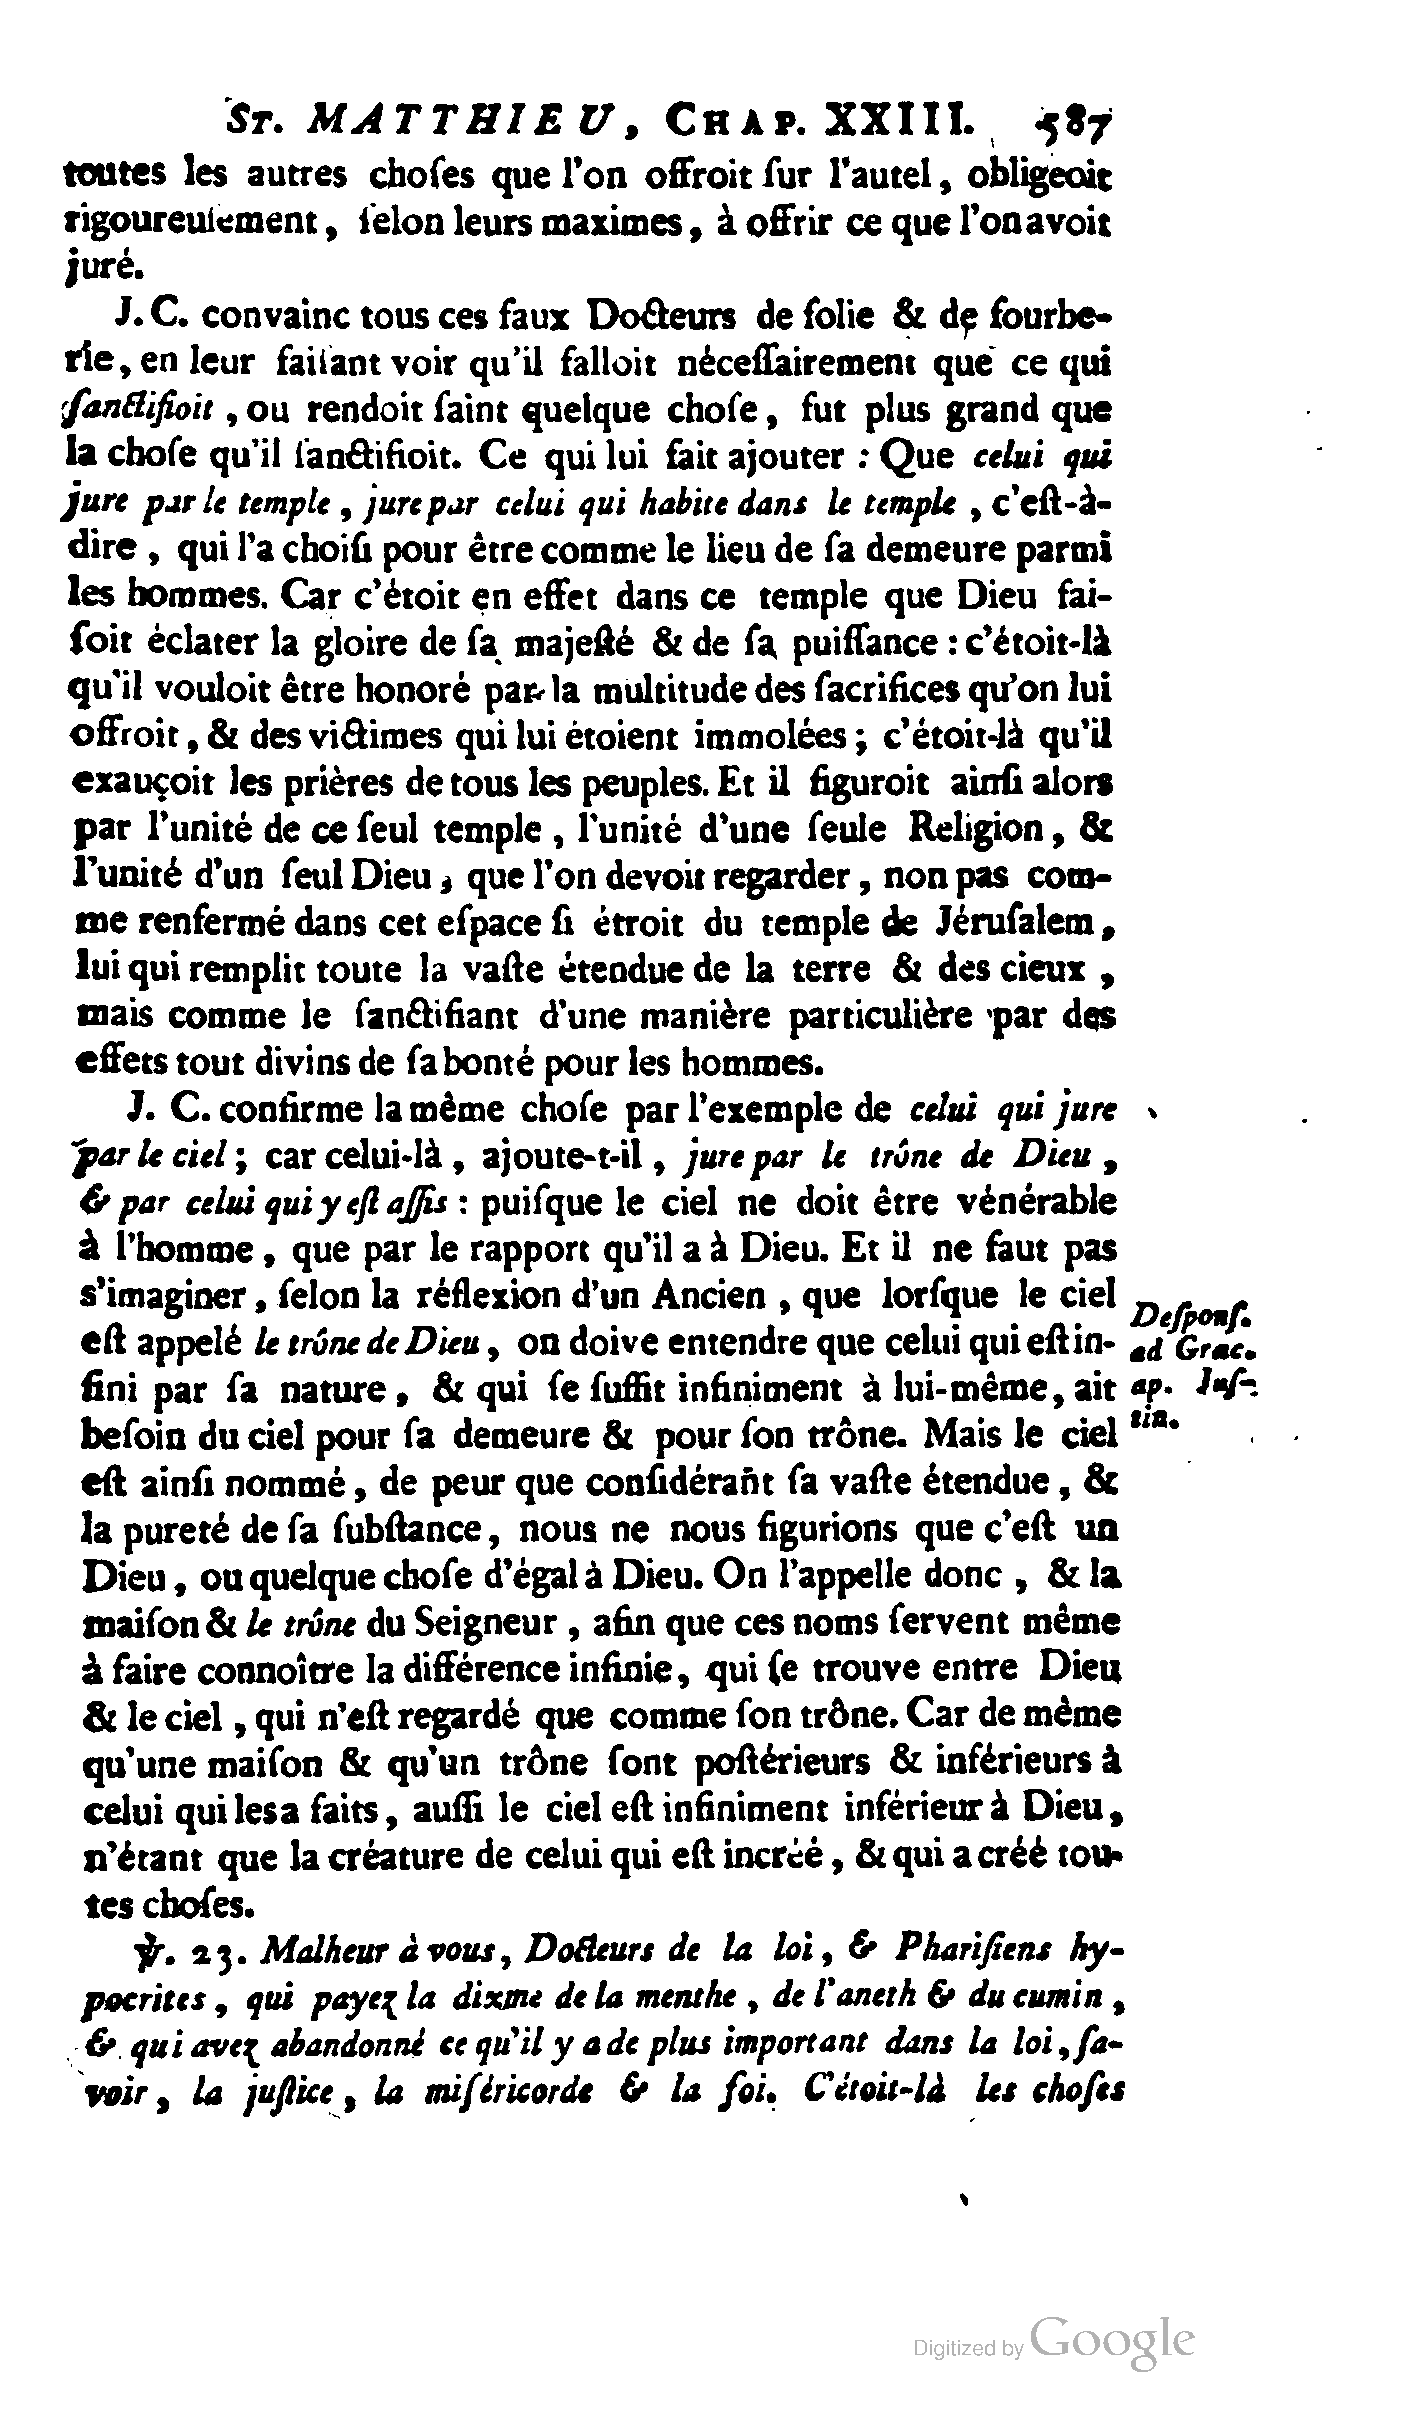 ST. MATTHIEU, CHAP. XXIII. 587
toutes les autres choſes que l'on offroit ſur l'autel, obligeoit
rigoureuſement, ſelon leurs maximes, à offrir ce que l'on avoit
juré.
J. C. convainc tous ces faux Docteurs de folie & de fourbe-
rie, en leur faiſant voir qu'il falloit néceſſairement que ce qui
ſanctifioit, ou rendoit ſaint quelque choſe, fut plus grand que
la choſe qu'il ſanctifioit. Ce qui lui fait ajouter : Que celui qui
jure par le temple, jure par celui qui habite dans le temple, c'eſt-à-
dire, qui l'a choiſi pour être comme le lieu de ſa demeure parmi
les hommes. Car c'étoit en effet dans ce temple que Dieu fai-
ſoit éclater la gloire de ſa majeſté & de ſa puiſſance : c'étoit-là
qu'il vouloit être honoré par la multitude des ſacrifices qu'on lui
offroit, & des victimes qui lui étoient immolées ; c'étoit-là qu'il
exauçoit les prières de tous les peuples. Et il figuroit ainſi alors
par l'unité de ce ſeul temple, l'unité d'une ſeule Religion, &
l'unité d'un ſeul Dieu, que l'on devoit regarder, non pas com-
me renfermé dans cet eſpace ſi étroit du temple de Jéruſalem,
lui qui remplit toute la vaſte étendue de la terre & des cieux,
mais comme le ſanctifiant d'une manière particulière par des
effets tout divins de ſa bonté pour les hommes.
J. C. confirme la même choſe par l'exemple de celui qui jure
par le ciel ; car celui-là, ajoute-t-il, jure par le trône de Dieu,
& par celui qui y eſt aſſis : puiſque le ciel ne doit être vénérable
à l'homme, que par le rapport qu'il a à Dieu. Et il ne faut pas
s'imaginer, ſelon la réflexion d'un Ancien, que lorſque le ciel
eſt appelé le trône de Dieu, on doive entendre que celui qui eſt in-
fini par ſa nature, & qui ſe ſuffit infiniment à lui-même, ait
beſoin du ciel pour ſa demeure & pour ſon trône. Mais le ciel
eſt ainſi nommé, de peur que conſidérant ſa vaſte étendue, &
la pureté de ſa ſubſtance, nous ne nous figurions que c'eſt un
Dieu, ou quelque choſe d'égal à Dieu. On l'appelle donc, & la
maiſon & le trône du Seigneur, afin que ces noms ſervent même
à faire connoître la différence infinie, qui ſe trouve entre Dieu
& le ciel, qui n'eſt regardé que comme ſon trône. Car de même
qu'une maiſon & qu'un trône ſont poſtérieurs & inférieurs à
celui qui les a faits, auſſi le ciel eſt infiniment inférieur à Dieu,
n'étant que la créature de celui qui eſt incréé, & qui a créé tou-
tes choſes.
℣. 23. Malheur à vous, Docteurs de la loi, & Phariſiens hy-
pocrites, qui payez la dixme de la menthe, de l'aneth & du cumin,
& qui avez abandonné ce qu'il y a de plus important dans la loi, ſa-
voir, la juſtice, la miſéricorde & la foi. C'étoit-là les choſes
Deſponſ.
ad Græc.
ap. Juſ-
tin.
Digitized by Google